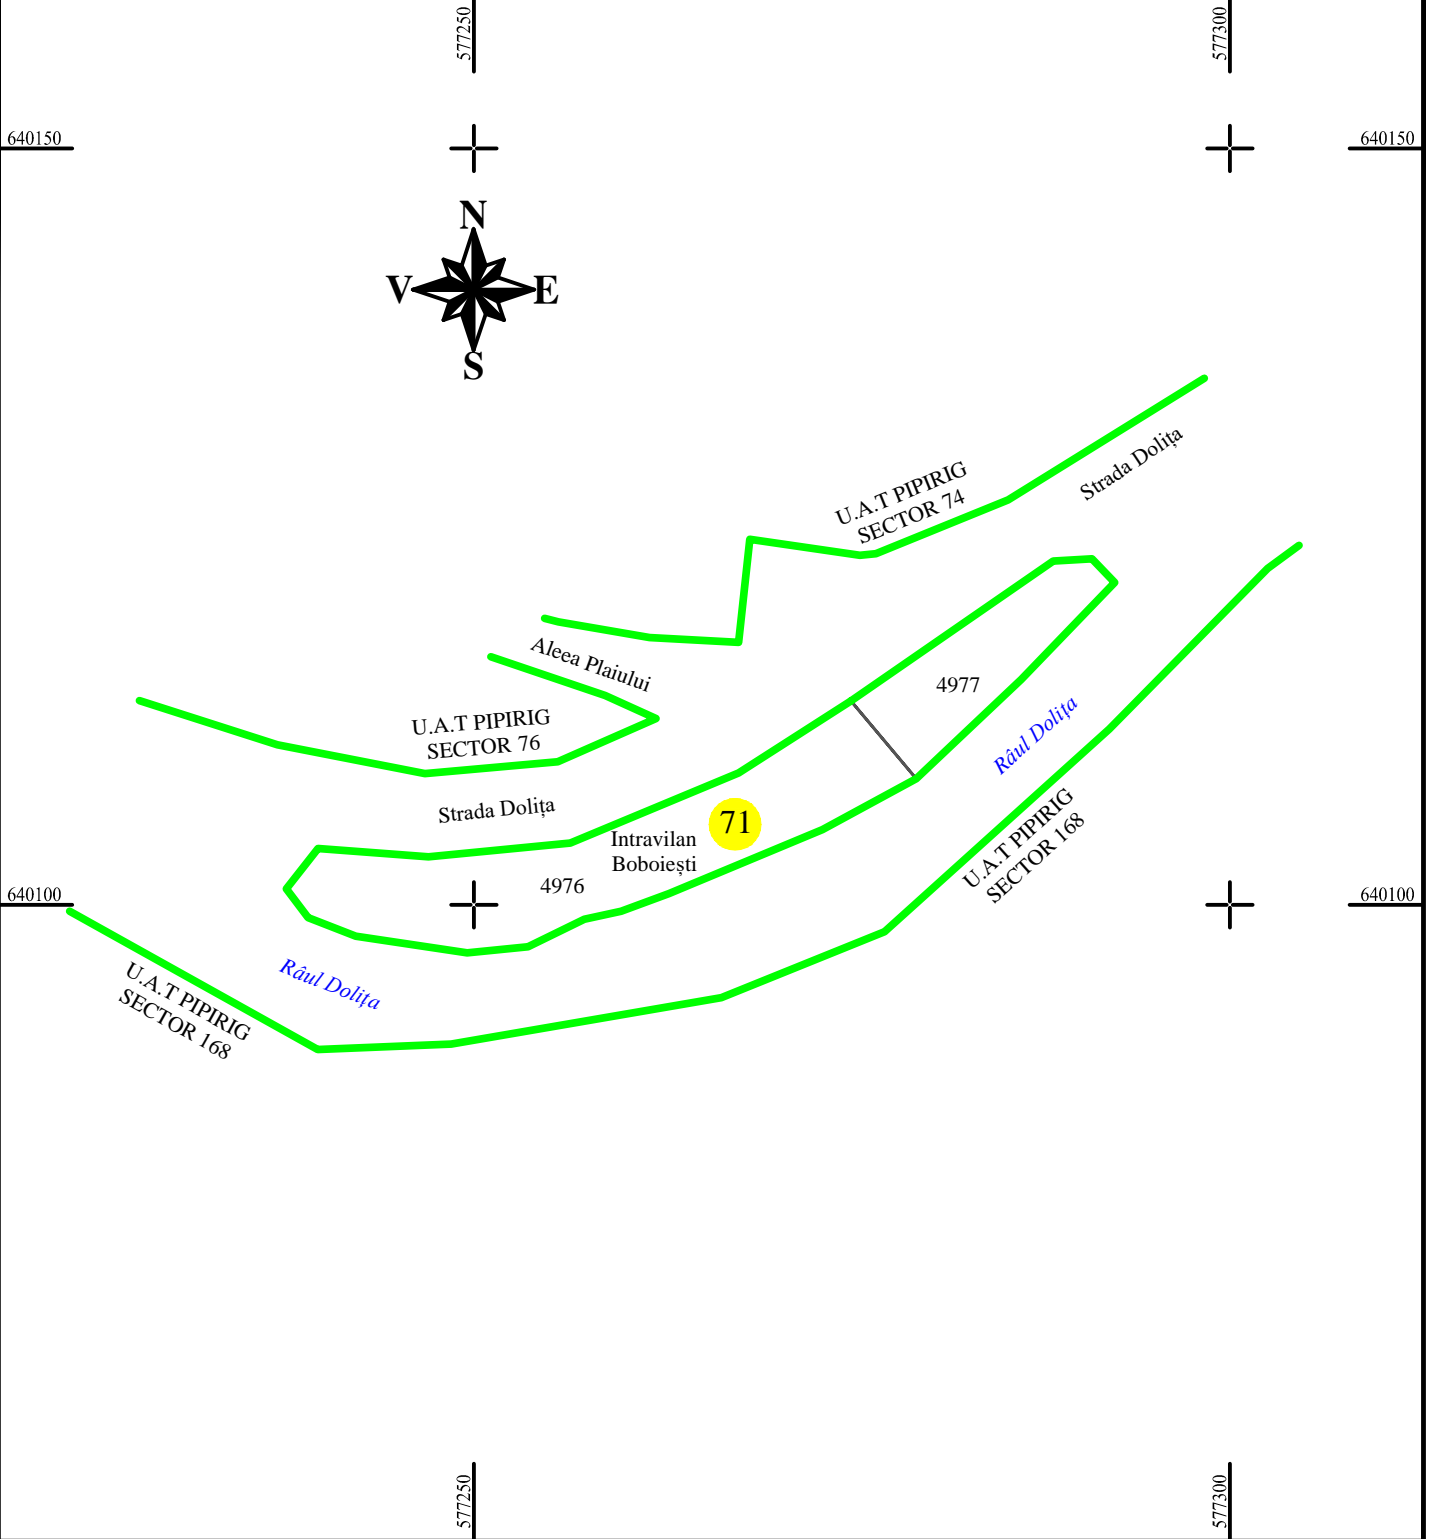 577250
577300
640150
640150
N
V
E
S
Strada Dolița
U.A.T PIPIRIG
SECTOR 74
Aleea Plaiului
4977
U.A.T PIPIRIG
SECTOR 76
Râul Dolița
Strada Dolița
71
Intravilan
Boboiești
U.A.T PIPIRIG
SECTOR 168
4976
640100
640100
Râul Dolița
U.A.T PIPIRIG
SECTOR 168
577250
577300